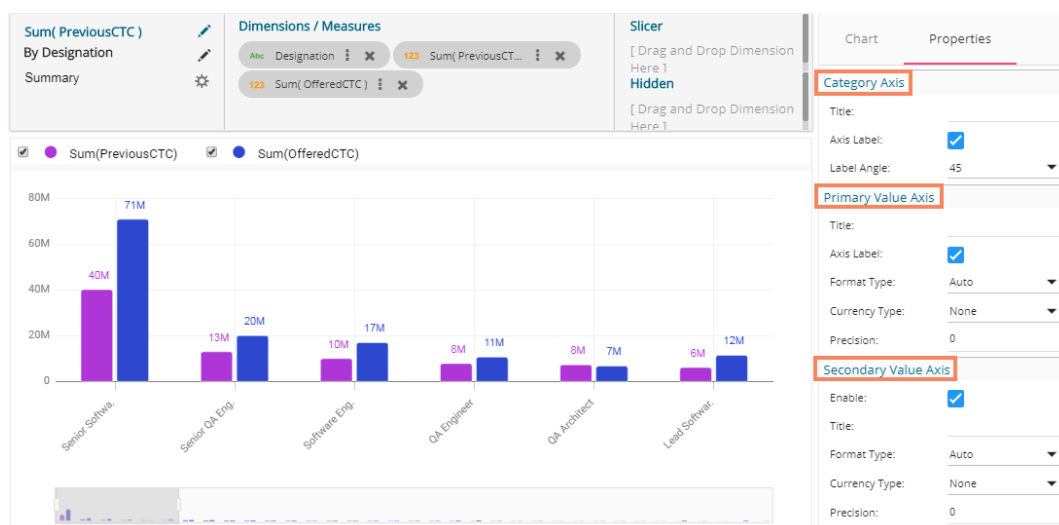 Sum( PreviousCTC )
By Designation
Summary
Dimensions / Measures
Abc Designation
123 Sum( PreviousCT...
123 Sum( OfferedCTC )
Slicer
[ Drag and Drop Dimension
Here ]
Hidden
[ Drag and Drop Dimension
Here ]
Sum(PreviousCTC)
Sum(OfferedCTC)
80M
60M
40M
20M
0
40M
71M
13M
20M
10M
17M
8M
11M
8M
7M
6M
12M
Senior Softwa.
Senior QA Eng.
Software Eng.
QA Engineer
QA Architect
Lead Softwar.
Chart
Properties
Category Axis
Title:
Axis Label:
Label Angle: 45
Primary Value Axis
Title:
Axis Label:
Format Type: Auto
Currency Type: None
Precision: 0
Secondary Value Axis
Enable:
Title:
Format Type: Auto
Currency Type: None
Precision: 0